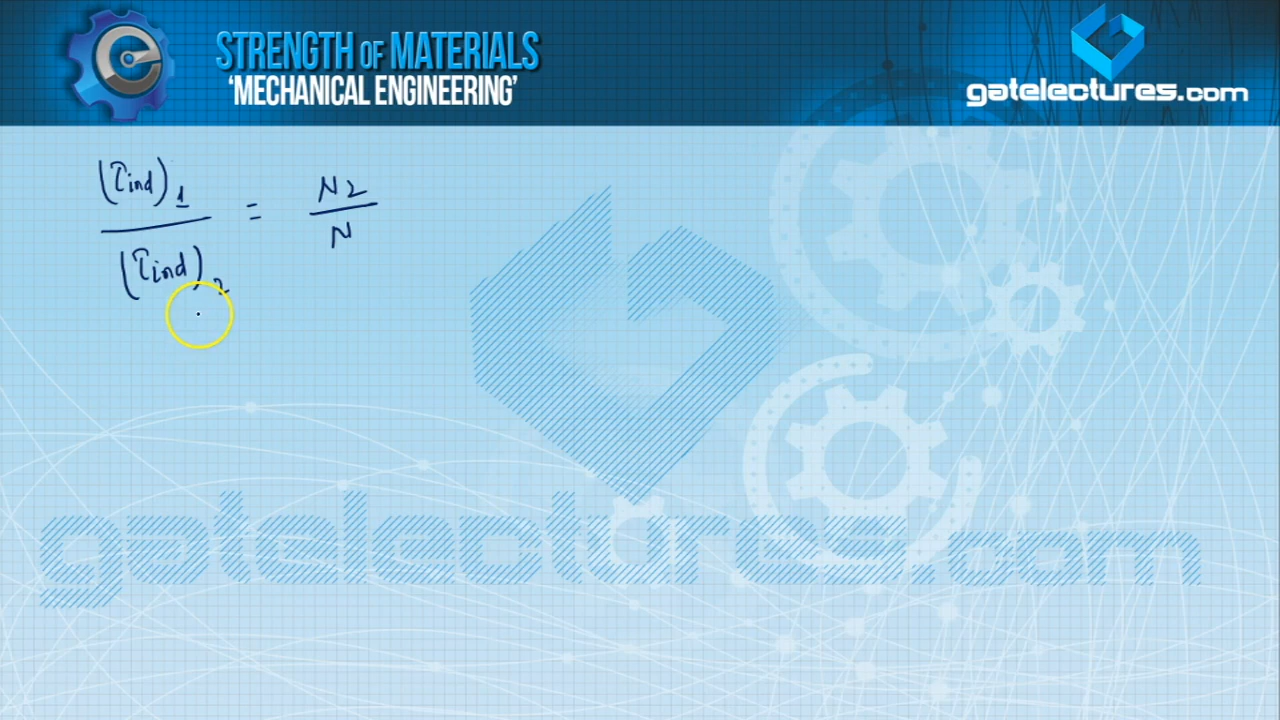 STRENGTH OF MATERIALS
'MECHANICAL ENGINEERING'
gatelectures.com
(τind)1 / (τind)2 = N2 / N
gatelectures.com